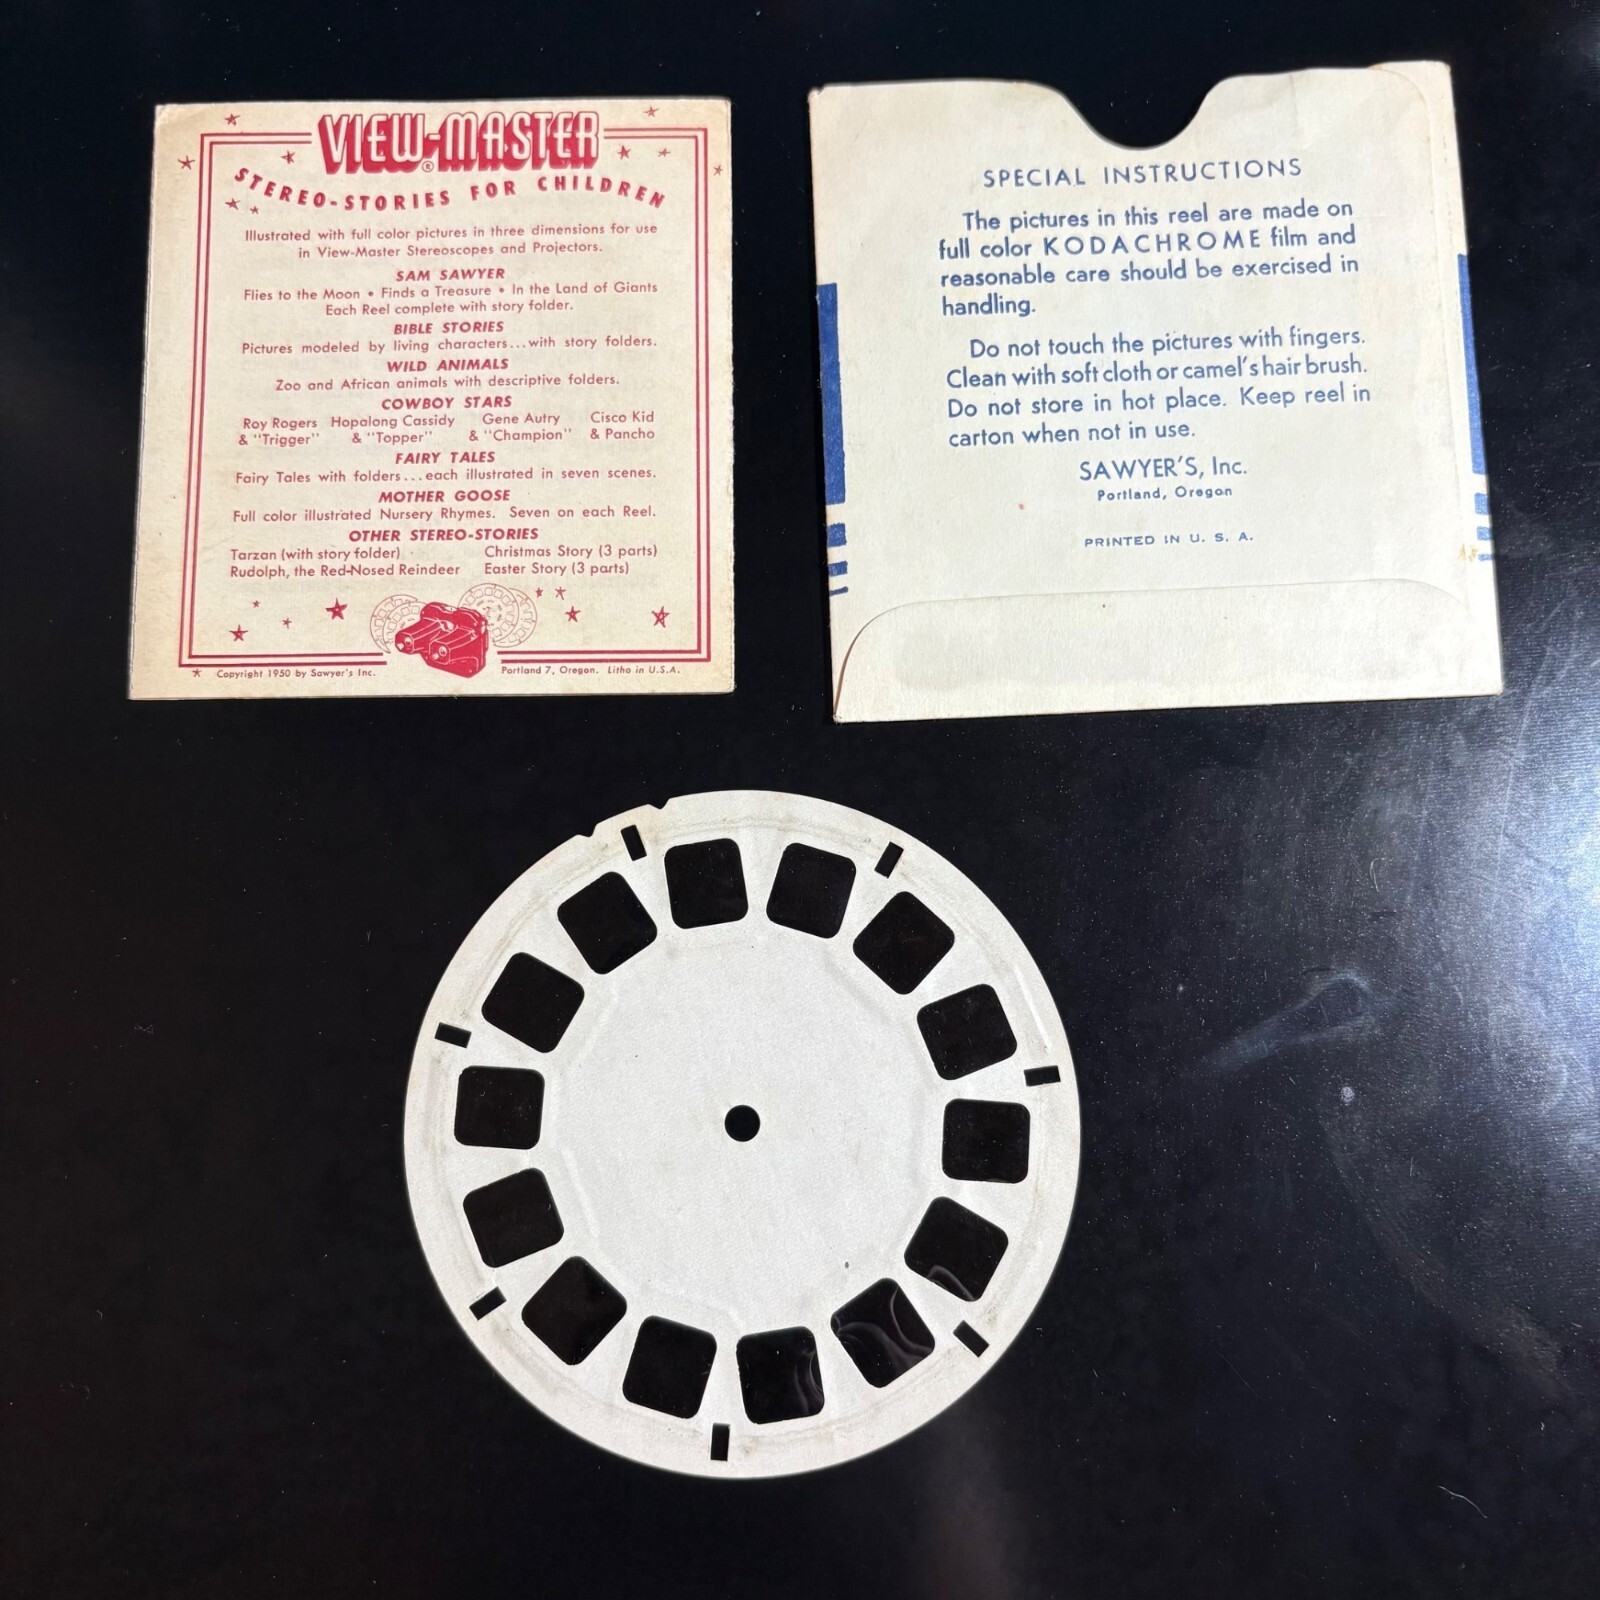 VIEW-MASTER
®
STEREO-STORIES FOR CHILDREN
Illustrated with full color pictures in three dimensions for use
in View-Master Stereoscopes and Projectors.
SAM SAWYER
Flies to the Moon • Finds a Treasure • In the Land of Giants
Each Reel complete with story folder.
BIBLE STORIES
Pictures modeled by living characters...with story folders.
WILD ANIMALS
Zoo and African animals with descriptive folders.
COWBOY STARS
Roy Rogers Hopalong Cassidy Gene Autry Cisco Kid
& "Trigger" & "Topper" & "Champion" & Pancho
FAIRY TALES
Fairy Tales with folders...each illustrated in seven scenes.
MOTHER GOOSE
Full color illustrated Nursery Rhymes. Seven on each Reel.
OTHER STEREO-STORIES
Tarzan (with story folder) Christmas Story (3 parts)
Rudolph, the Red-Nosed Reindeer Easter Story (3 parts)
Copyright 1950 by Sawyer's Inc. Portland 7, Oregon. Litho in U.S.A.
SPECIAL INSTRUCTIONS
The pictures in this reel are made on
full color KODACHROME film and
reasonable care should be exercised in
handling.
Do not touch the pictures with fingers.
Clean with soft cloth or camel's hair brush.
Do not store in hot place. Keep reel in
carton when not in use.
SAWYER'S, Inc.
Portland, Oregon
PRINTED IN U. S. A.